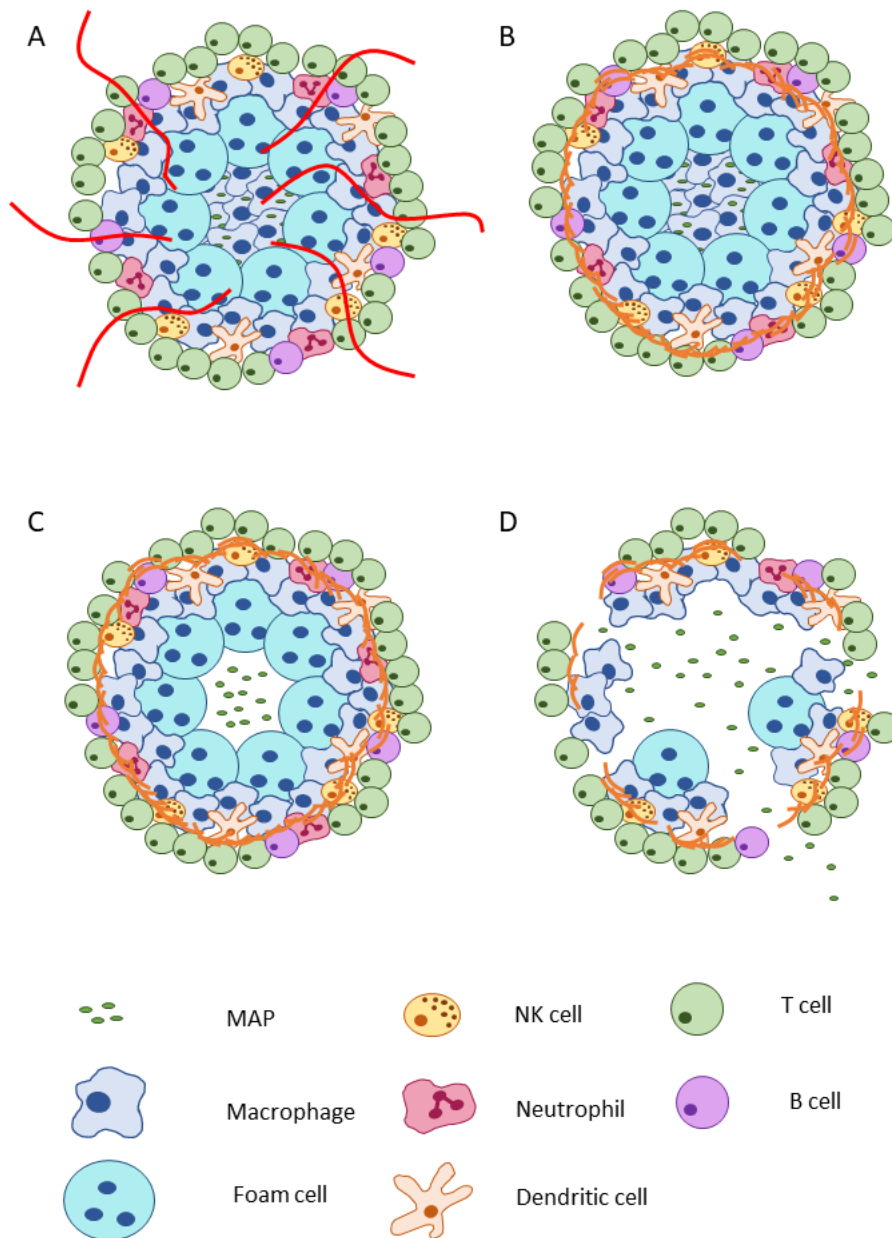 A
B
C
D
MAP
NK cell
T cell
Macrophage
Neutrophil
B cell
Foam cell
Dendritic cell